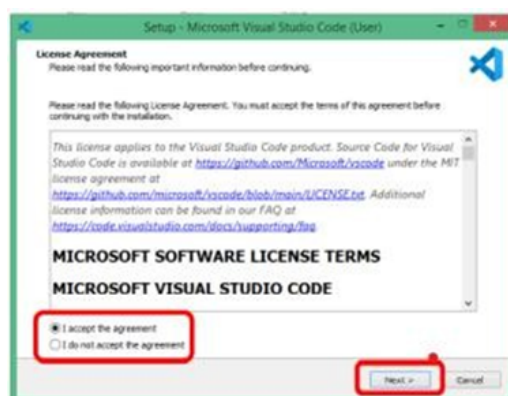 Setup - Microsoft Visual Studio Code (User)
License Agreement
Please read the following important information before continuing.
Please read the following License Agreement. You must accept the terms of this agreement before
continuing with the installation.
This license applies to the Visual Studio Code product. Source Code for Visual
Studio Code is available at https://github.com/Microsoft/vscode under the MIT
license agreement at
https://github.com/microsoft/vscode/blob/main/LICENSE.txt. Additional
license information can be found in our FAQ at
https://code.visualstudio.com/docs/supporting/faq.
MICROSOFT SOFTWARE LICENSE TERMS
MICROSOFT VISUAL STUDIO CODE
I accept the agreement
I do not accept the agreement
Next > Cancel